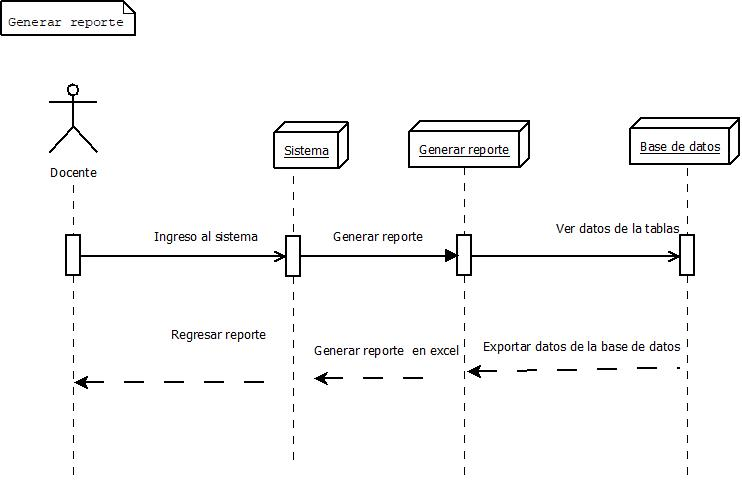 Generar reporte
Docente
Sistema
Generar reporte
Base de datos
Ingreso al sistema
Generar reporte
Ver datos de la tablas
Regresar reporte
Generar reporte en excel
Exportar datos de la base de datos